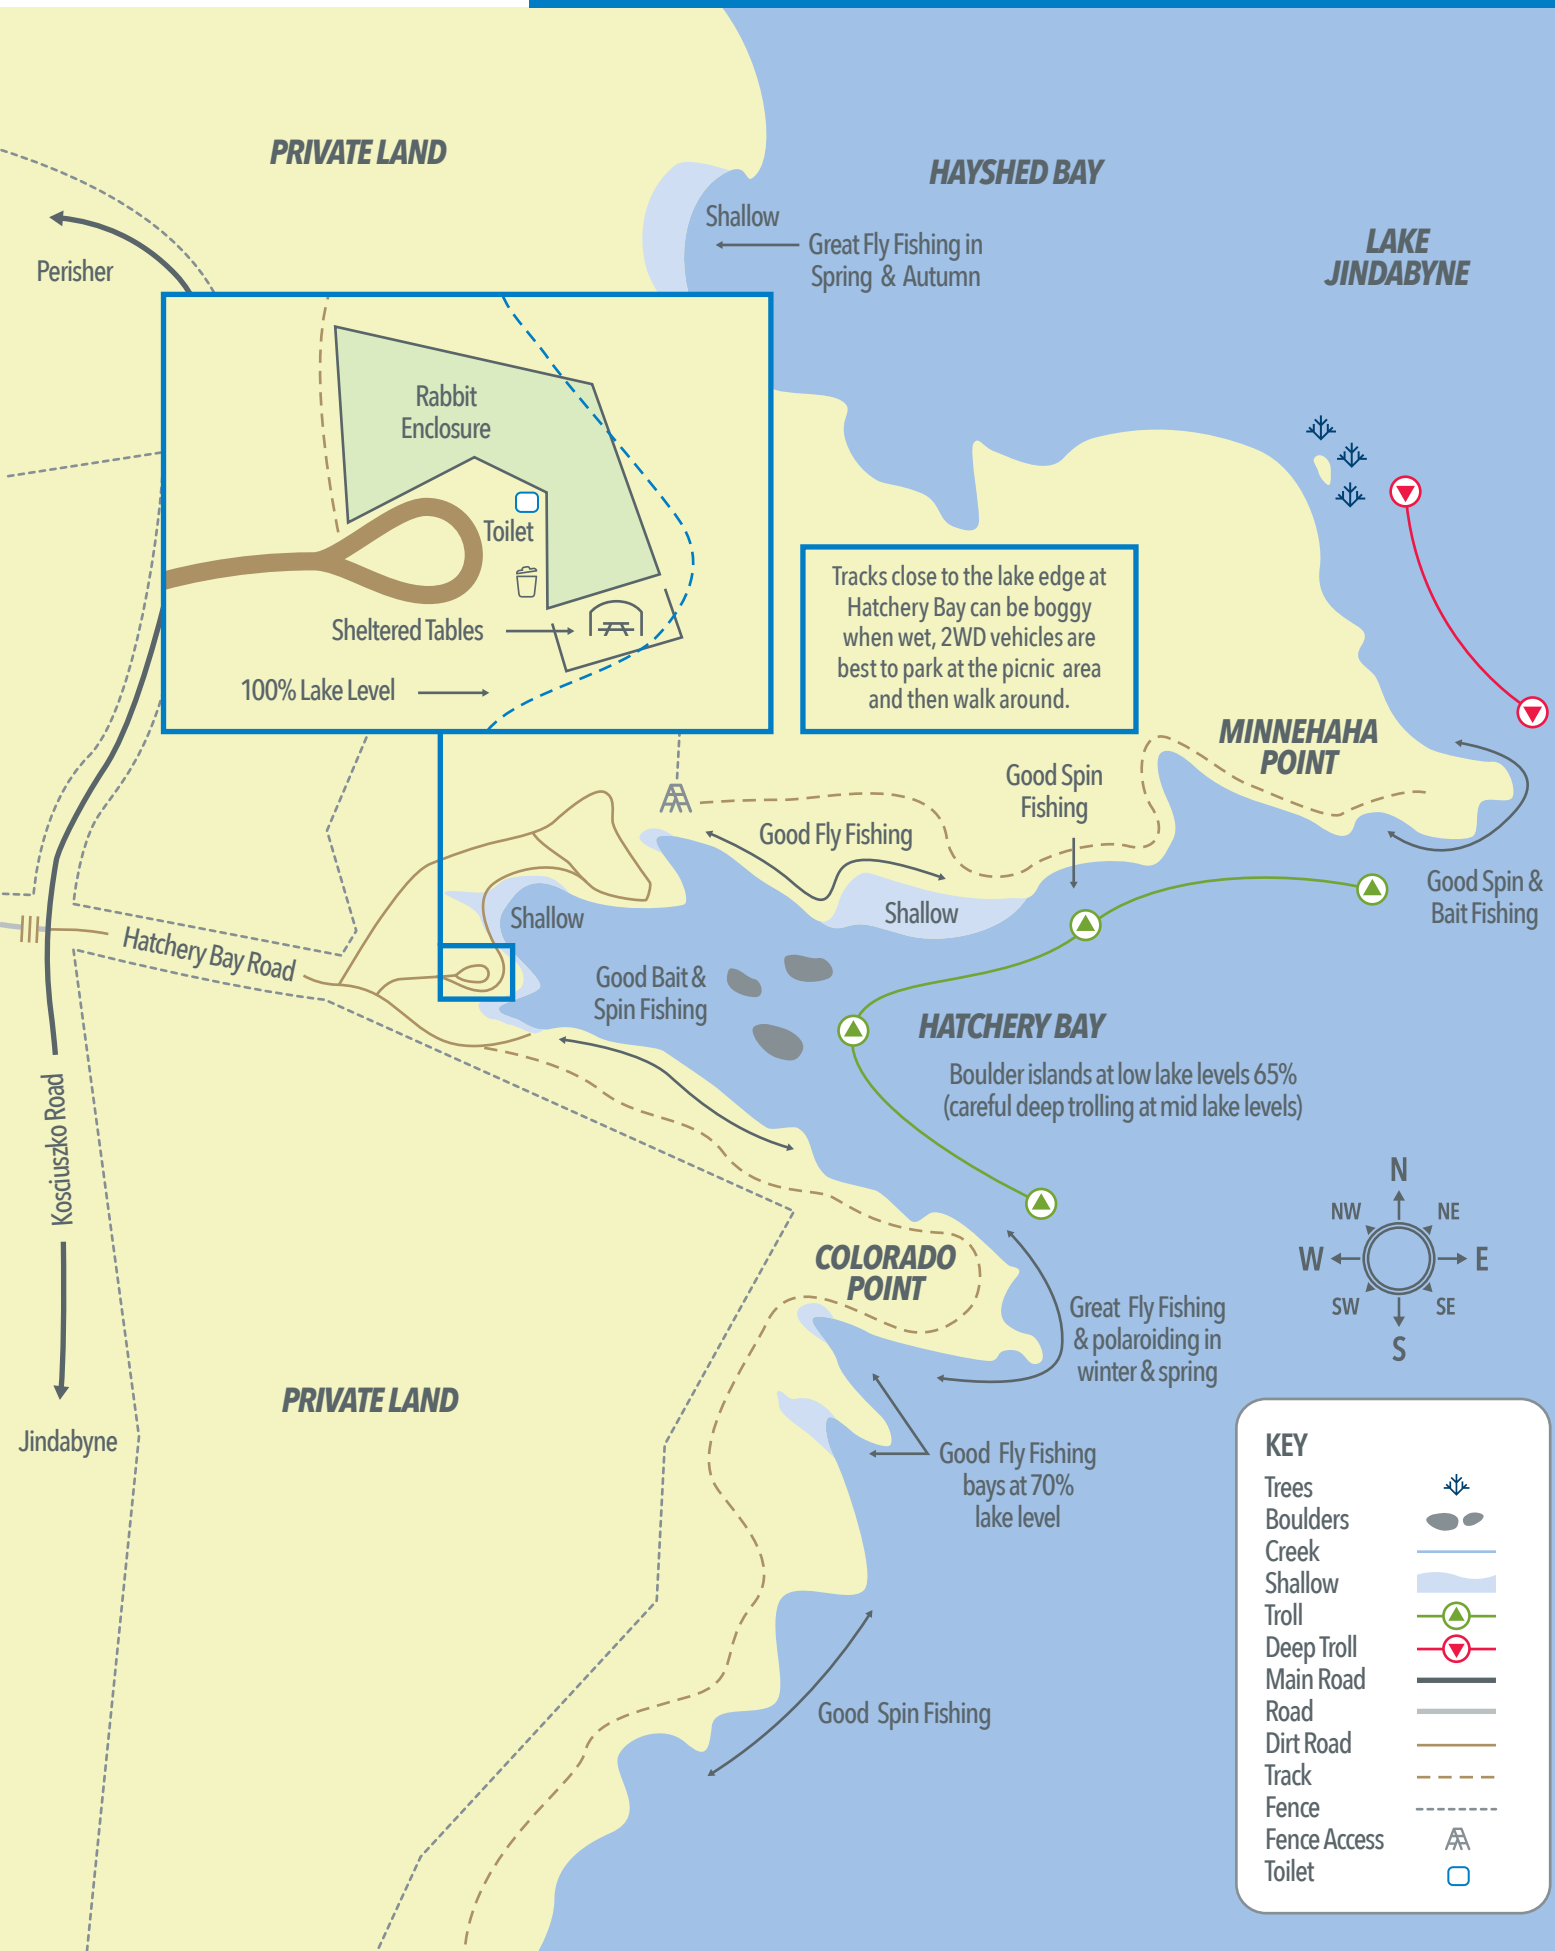 PRIVATE LAND
HAYSHED BAY
Shallow
Great Fly Fishing in
Spring & Autumn
LAKE
JINDABYNE
Perisher
Rabbit
Enclosure
Toilet
Sheltered Tables
100% Lake Level
Tracks close to the lake edge at
Hatchery Bay can be boggy
when wet, 2WD vehicles are
best to park at the picnic area
and then walk around.
MINNEHAHA
POINT
Good Spin
Fishing
Good Fly Fishing
Shallow
Good Spin &
Bait Fishing
Shallow
Hatchery Bay Road
Good Bait &
Spin Fishing
HATCHERY BAY
Boulder islands at low lake levels 65%
(careful deep trolling at mid lake levels)
Kosciuszko Road
N
NW
NE
W
E
SW
SE
S
COLORADO
POINT
Great Fly Fishing
& polaroiding in
winter & spring
PRIVATE LAND
Jindabyne
Good Fly Fishing
bays at 70%
lake level
Good Spin Fishing
KEY
Trees
Boulders
Creek
Shallow
Troll
Deep Troll
Main Road
Road
Dirt Road
Track
Fence
Fence Access
Toilet